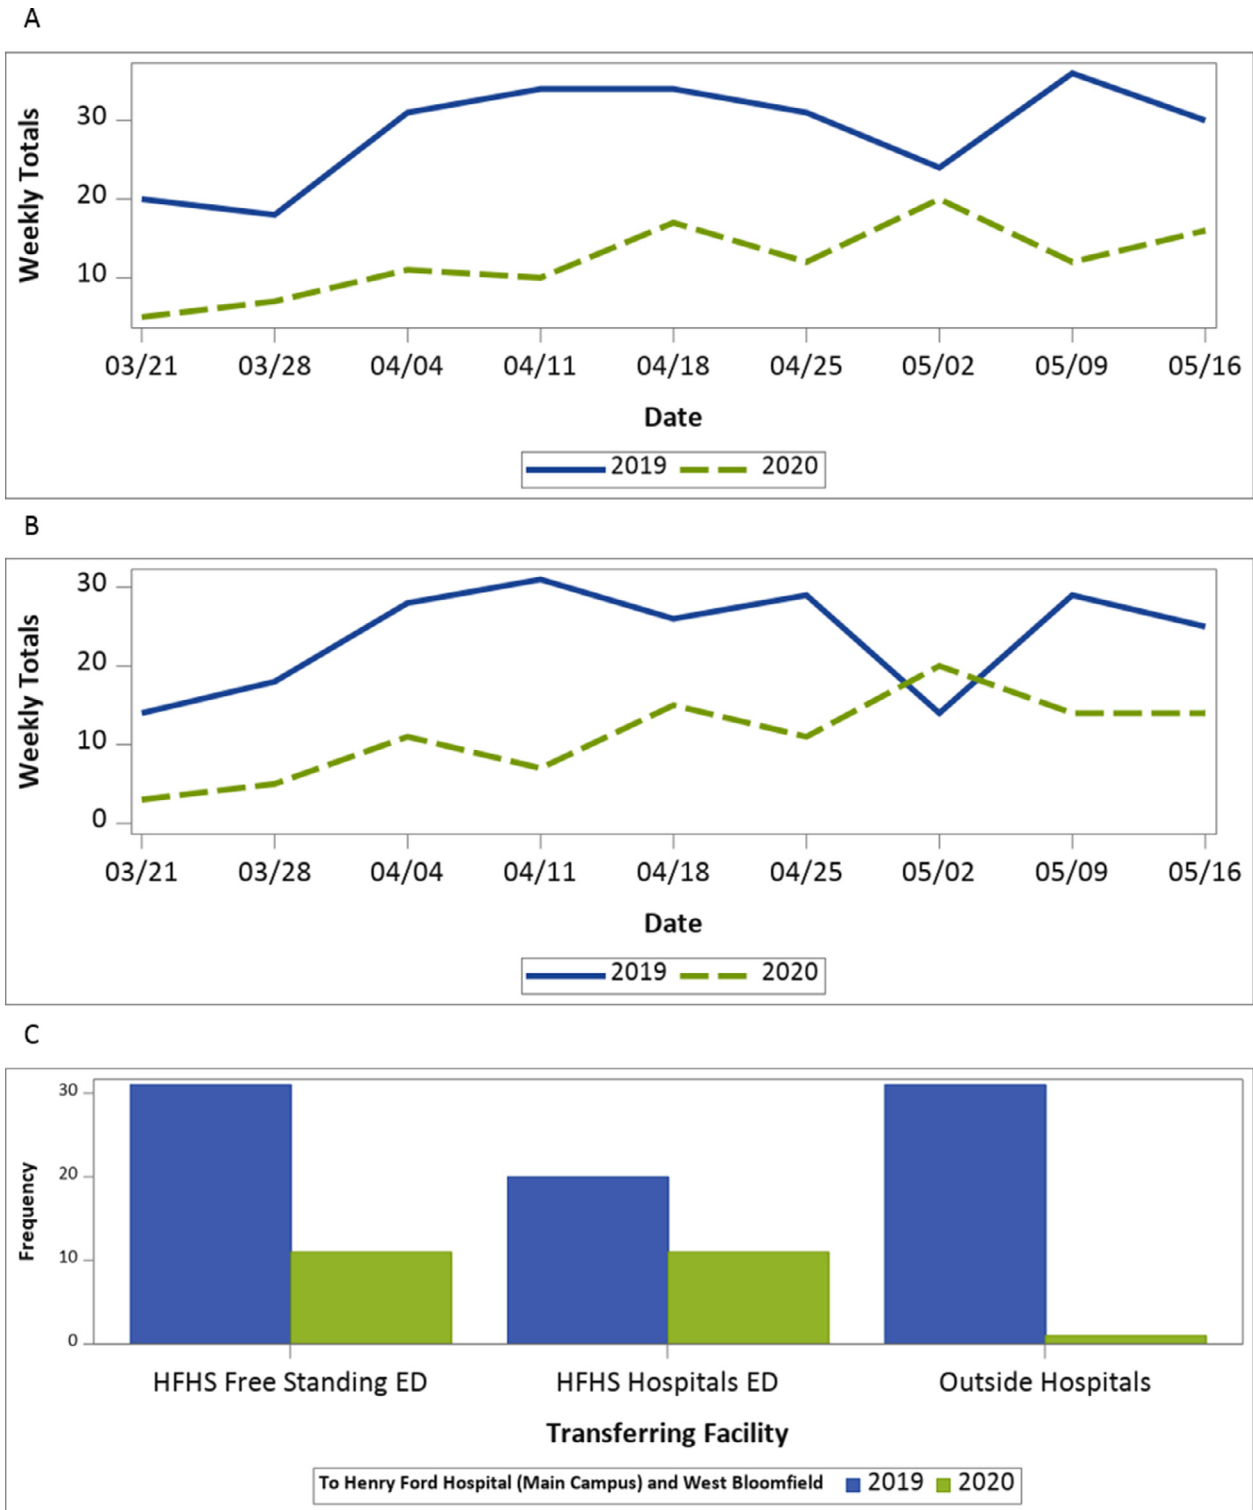 A
Weekly Totals
30
20
10
03/21 03/28 04/04 04/11 04/18 04/25 05/02 05/09 05/16
Date
2019 2020
B
Weekly Totals
30
20
10
0
03/21 03/28 04/04 04/11 04/18 04/25 05/02 05/09 05/16
Date
2019 2020
C
Frequency
30
20
10
0
HFHS Free Standing ED HFHS Hospitals ED Outside Hospitals
Transferring Facility
To Henry Ford Hospital (Main Campus) and West Bloomfield 2019 2020